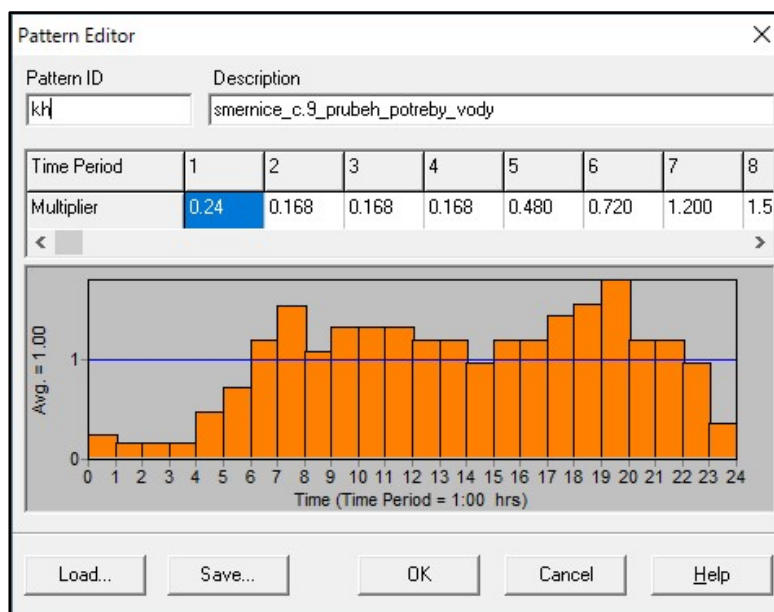 Pattern Editor
Pattern ID Description
kh smernice_c.9_prubeh_potreby_vody
Time Period 1 2 3 4 5 6 7 8
Multiplier 0.24 0.168 0.168 0.168 0.480 0.720 1.200 1.5
Avg. = 1.00
1
0
0 1 2 3 4 5 6 7 8 9 10 11 12 13 14 15 16 17 18 19 20 21 22 23 24
Time (Time Period = 1:00 hrs)
Load... Save... OK Cancel Help